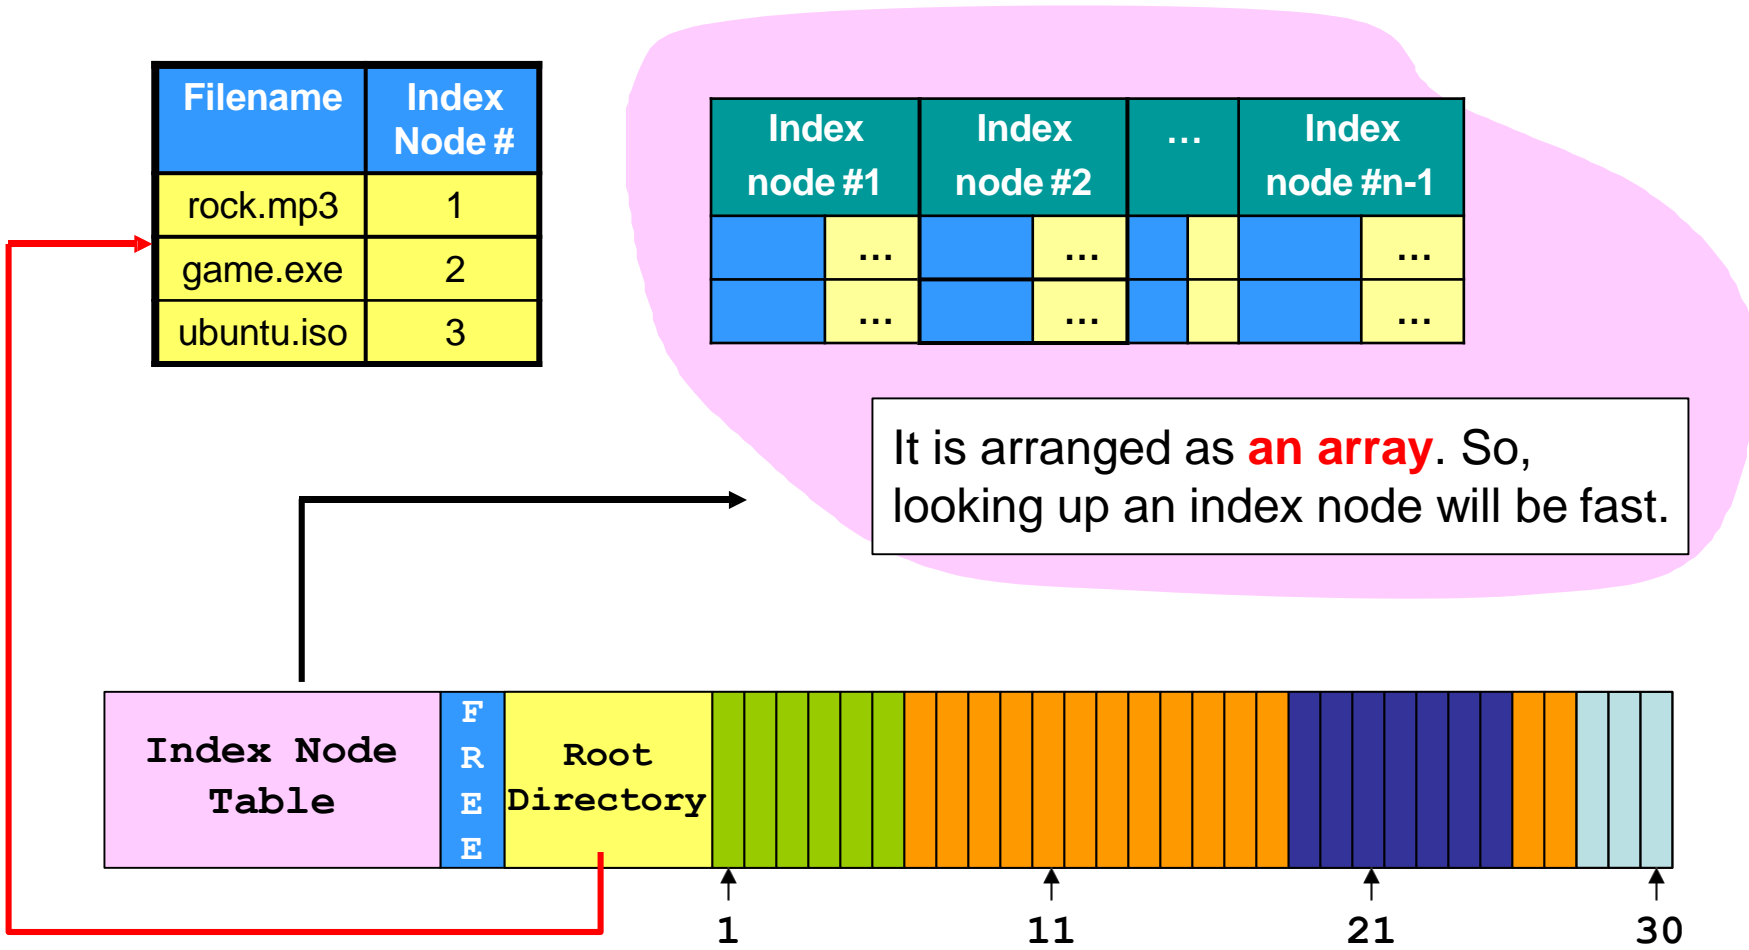 Filename Index Node #
rock.mp3 1
game.exe 2
ubuntu.iso 3
Index node #1 Index node #2 … Index node #n-1
… … …
… … …
It is arranged as an array. So,
looking up an index node will be fast.
Index Node
Table
FREE
Root
Directory
1 11 21 30